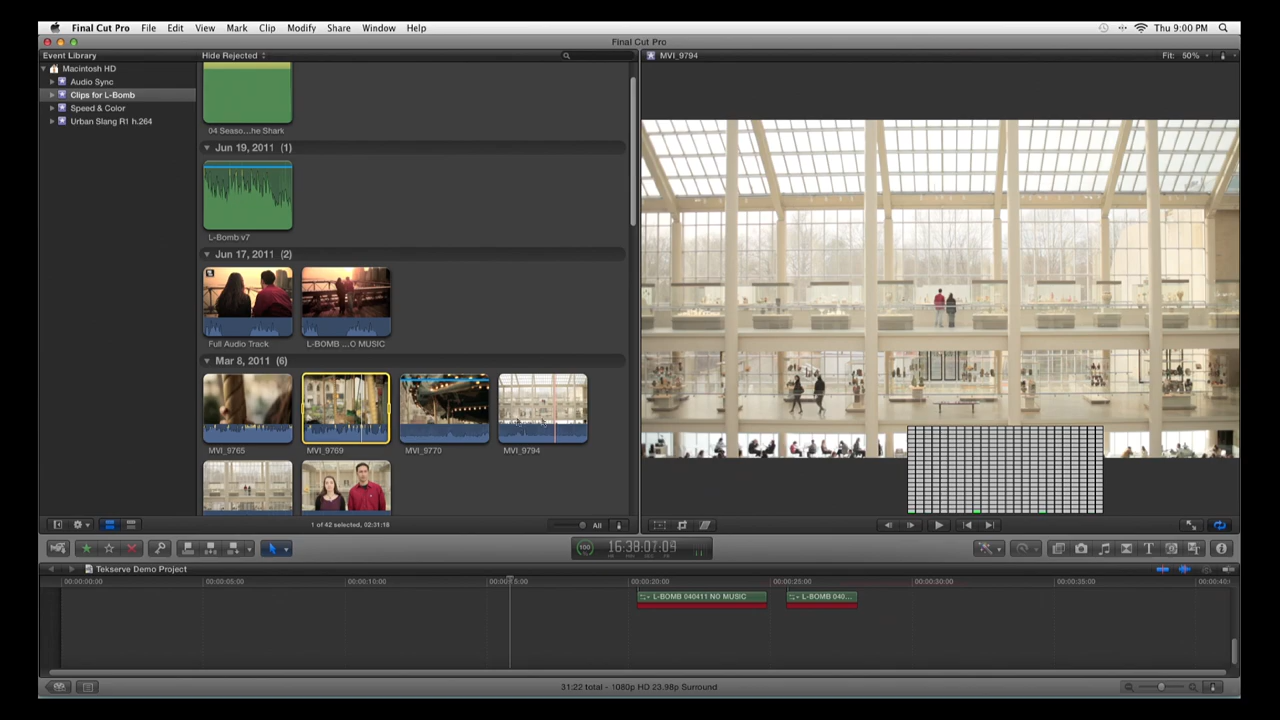 Final Cut Pro File Edit View Mark Clip Modify Share Window Help Thu 9:00 PM
Final Cut Pro
Event Library Hide Rejected MVI_9794 Fit: 50%
Macintosh HD
Audio Sync
Clips for L-Bomb
Speed & Color
Urban Slang R1 h.264
04 Seaso...he Shark
Jun 19, 2011 (1)
L-Bomb v7
Jun 17, 2011 (2)
Full Audio Track L-BOMB ...O MUSIC
Mar 8, 2011 (6)
MVI_9765 MVI_9769 MVI_9770 MVI_9794
1 of 42 selected, 02:31:18 All
100 16:38:07:09
Tekserve Demo Project
00:00:00:00 00:00:05:00 00:00:10:00 00:00:15:00 00:00:20:00 00:00:25:00 00:00:30:00 00:00:35:00
L-BOMB 040411 NO MUSIC L-BOMB 040...
31:22 total - 1080p HD 23.98p Surround